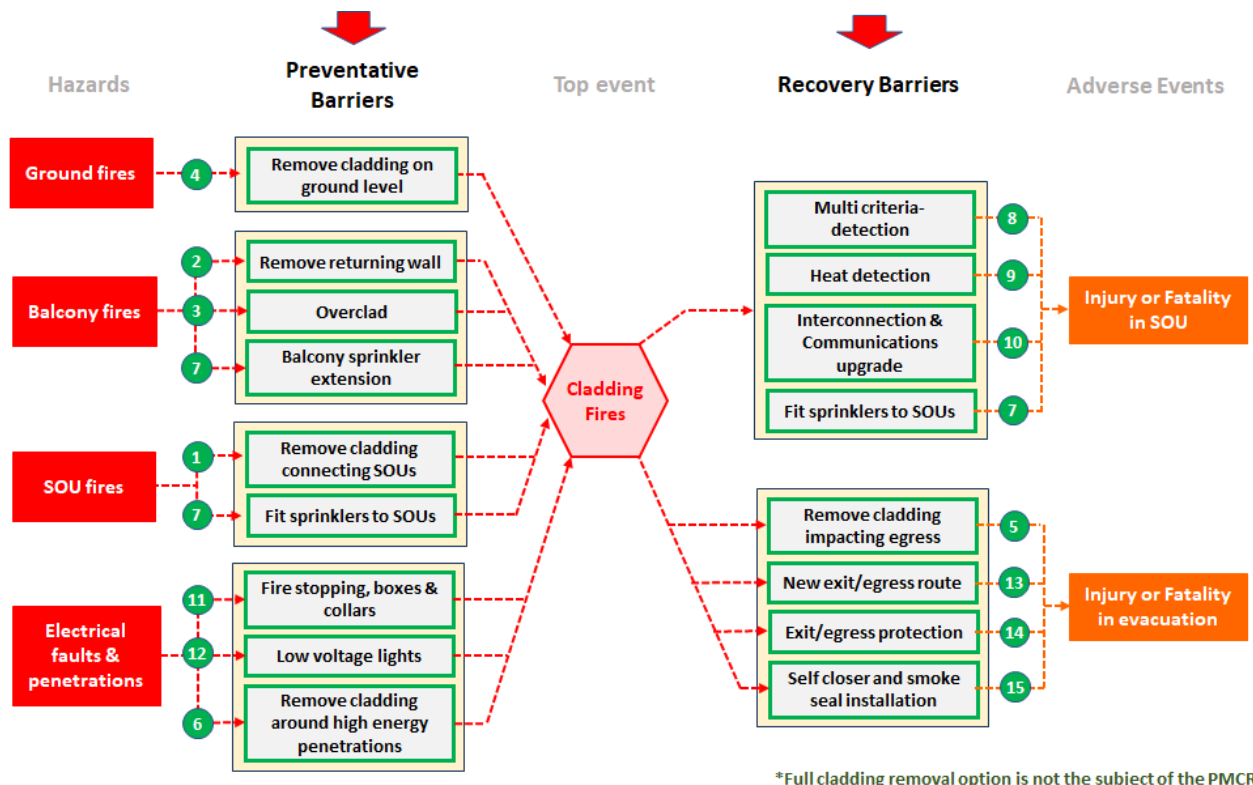 Hazards
Preventative
Barriers
Top event
Recovery Barriers
Adverse Events
Ground fires
4
Remove cladding on
ground level
Balcony fires
2
Remove returning wall
3
Overclad
7
Balcony sprinkler
extension
SOU fires
1
Remove cladding
connecting SOUs
7
Fit sprinklers to SOUs
Electrical
faults &
penetrations
11
Fire stopping, boxes &
collars
12
Low voltage lights
6
Remove cladding
around high energy
penetrations
Cladding
Fires
Multi criteria-
detection
8
Heat detection
9
Interconnection &
Communications
upgrade
10
Fit sprinklers to SOUs
7
Injury or Fatality
in SOU
Remove cladding
impacting egress
5
New exit/egress route
13
Exit/egress protection
14
Self closer and smoke
seal installation
15
Injury or Fatality
in evacuation
*Full cladding removal option is not the subject of the PMCR